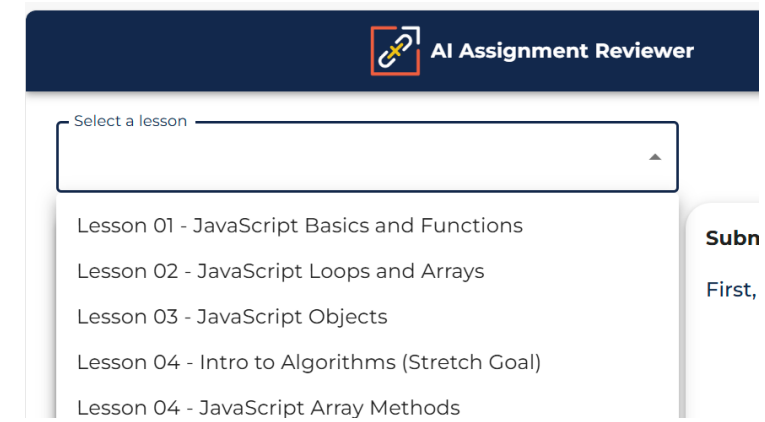 AI Assignment Reviewer
Select a lesson
Lesson 01 - JavaScript Basics and Functions
Lesson 02 - JavaScript Loops and Arrays
Lesson 03 - JavaScript Objects
Lesson 04 - Intro to Algorithms (Stretch Goal)
Lesson 04 - JavaScript Array Methods
Subm
First,